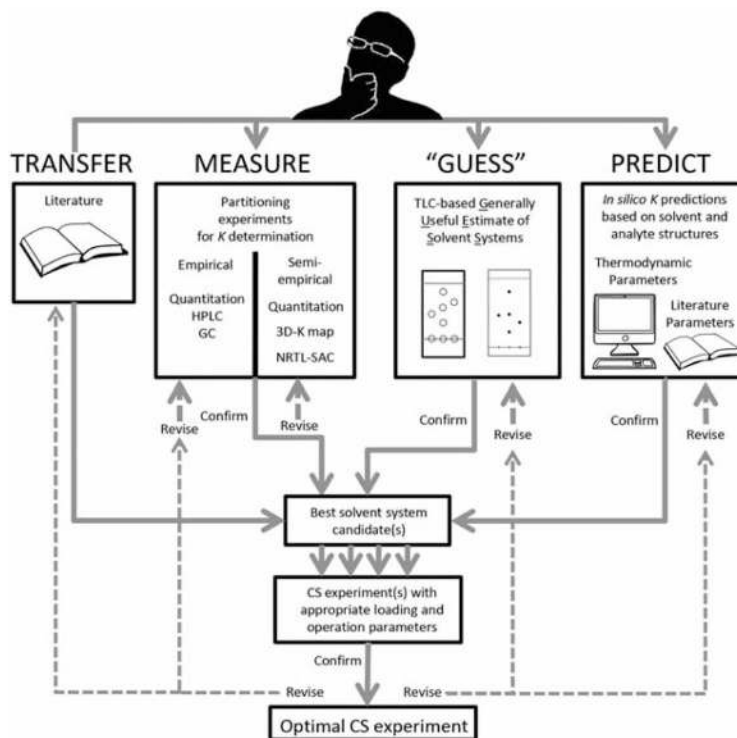 TRANSFER
Literature
MEASURE
Partitioning
experiments
for K determination
Empirical
Quantitation
HPLC
GC
Semi-
empirical
Quantitation
3D-K map
NRTL-SAC
“GUESS”
TLC-based Generally
Useful Estimate of
Solvent Systems
PREDICT
In silico K predictions
based on solvent and
analyte structures
Thermodynamic
Parameters
Literature
Parameters
Confirm
Revise
Revise
Confirm
Revise
Confirm
Revise
Best solvent system
candidate(s)
CS experiment(s) with
appropriate loading and
operation parameters
Confirm
Revise
Revise
Optimal CS experiment